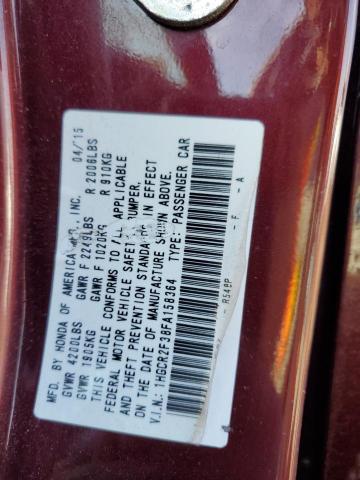 MFD. BY HONDA OF AMERICA MFG., INC. 04/15
GVWR 4200LBS GAWR F 2249LBS R 2006LBS
GVWR 1905KG GAWR F 1020KG R 910KG
THIS VEHICLE CONFORMS TO ALL APPLICABLE
FEDERAL MOTOR VEHICLE SAFETY, BUMPER,
AND THEFT PREVENTION STANDARDS IN EFFECT
ON THE DATE OF MANUFACTURE SHOWN ABOVE.
V.I.N.: 1HGCR2F38FA158364 TYPE: PASSENGER CAR
R548P - F - A